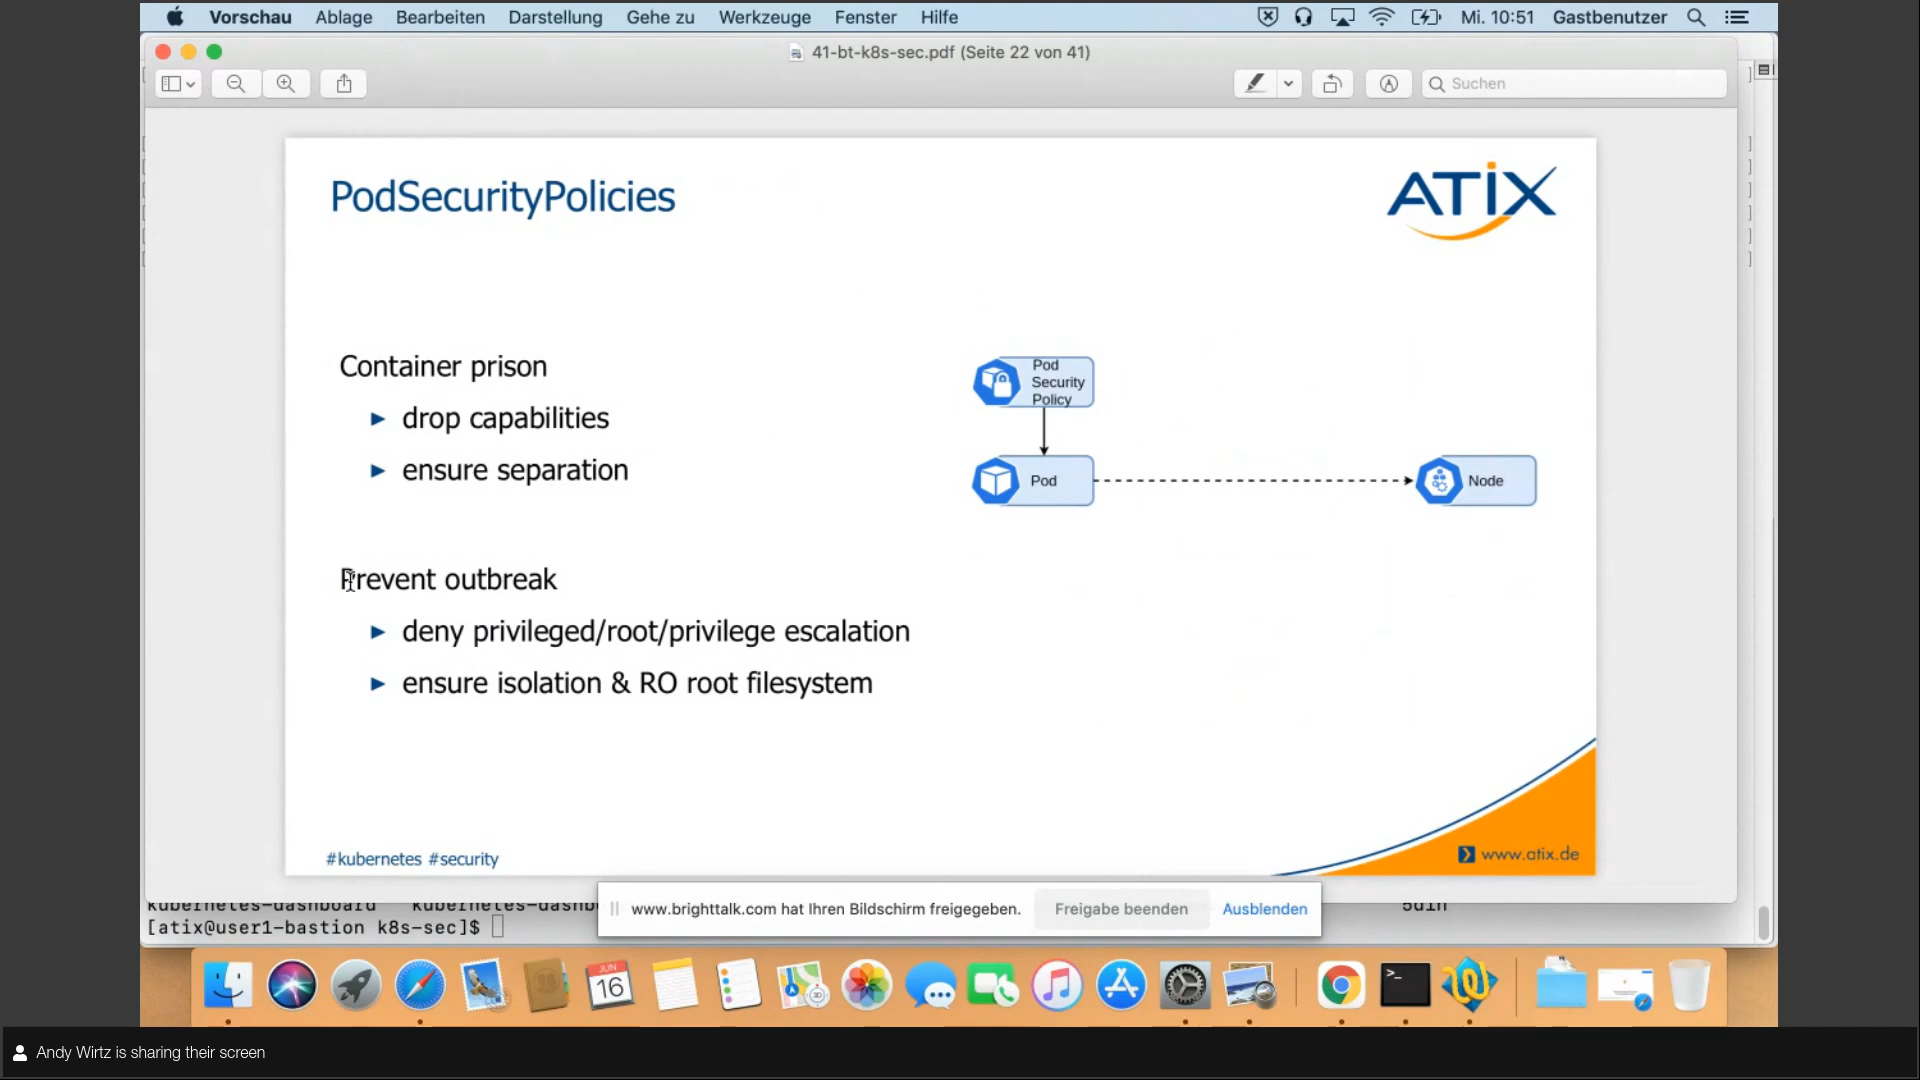 Vorschau Ablage Bearbeiten Darstellung Gehe zu Werkzeuge Fenster Hilfe Mi. 10:51 Gastbenutzer
41-bt-k8s-sec.pdf (Seite 22 von 41)
Suchen
PodSecurityPolicies
ATIX
Container prison
drop capabilities
ensure separation
Pod
Security
Policy
Pod
Node
Prevent outbreak
deny privileged/root/privilege escalation
ensure isolation & RO root filesystem
#kubernetes #security
www.atix.de
kubernetes-dashboard
www.brighttalk.com hat Ihren Bildschirm freigegeben. Freigabe beenden Ausblenden
[atix@user1-bastion k8s-sec]$
JUN
16
Andy Wirtz is sharing their screen